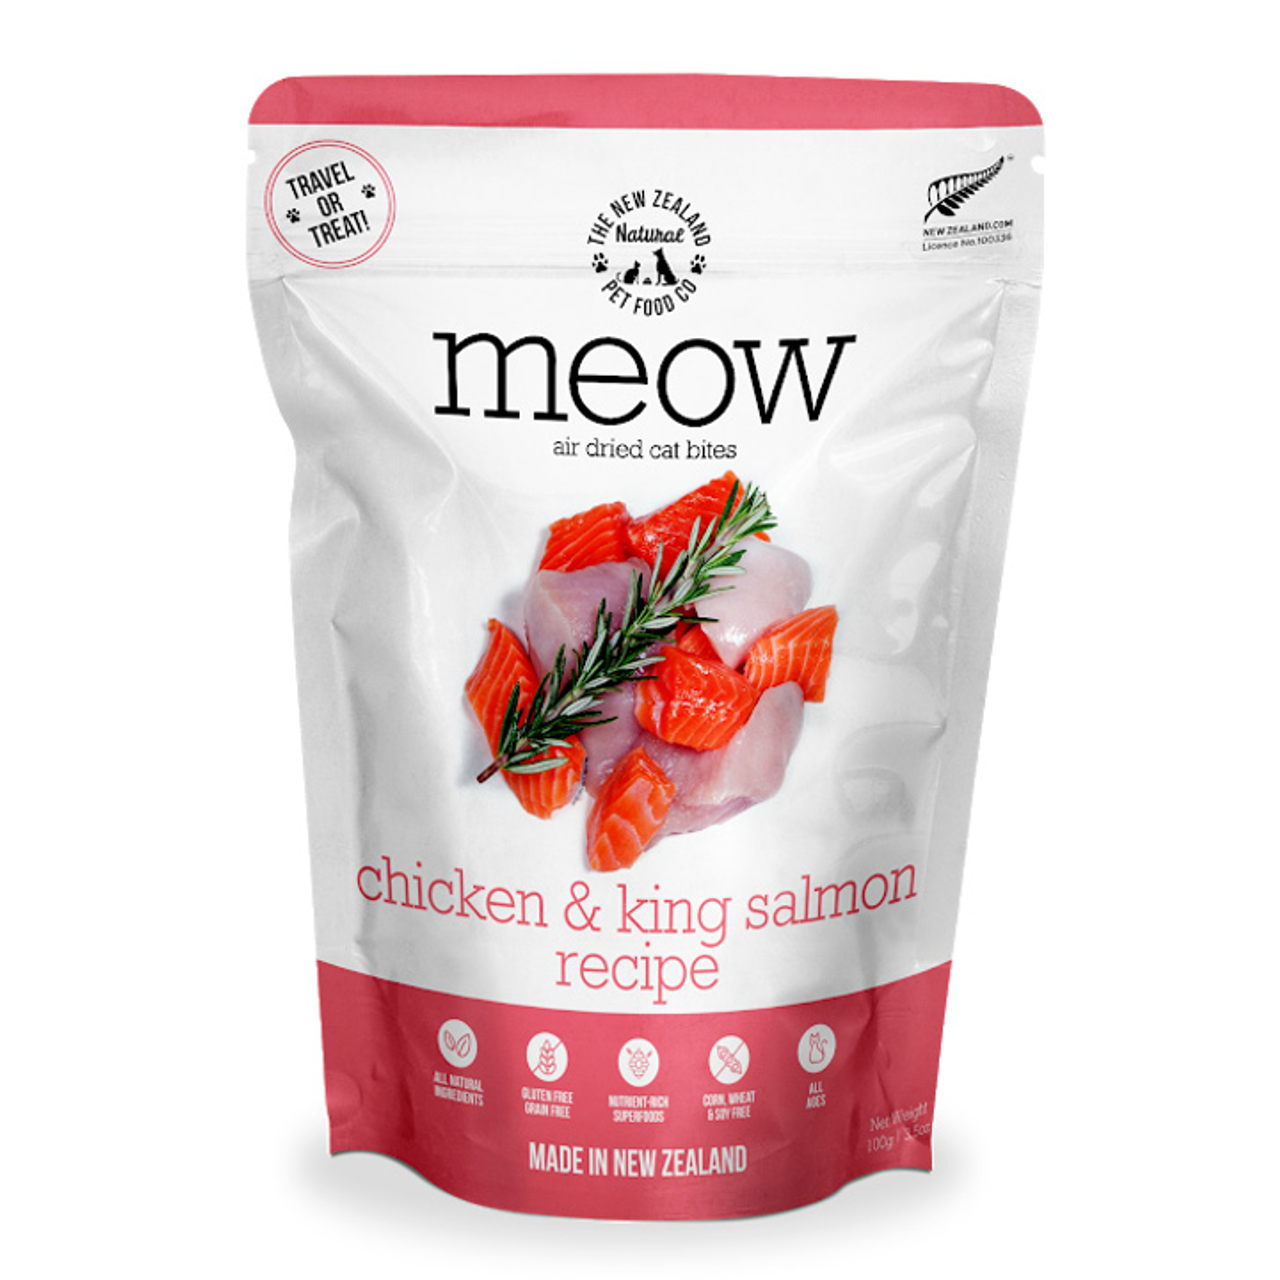 TRAVEL
OR
TREAT!
THE NEW ZEALAND
Natural
PET FOOD CO
NEWZEALAND.COM
Licence No.100336
meow
air dried cat bites
chicken & king salmon
recipe
ALL NATURAL
INGREDIENTS
GLUTEN FREE
GRAIN FREE
NUTRIENT-RICH
SUPERFOODS
CORN, WHEAT
& SOY FREE
ALL
AGES
Net Weight
100g | 3.5oz
MADE IN NEW ZEALAND